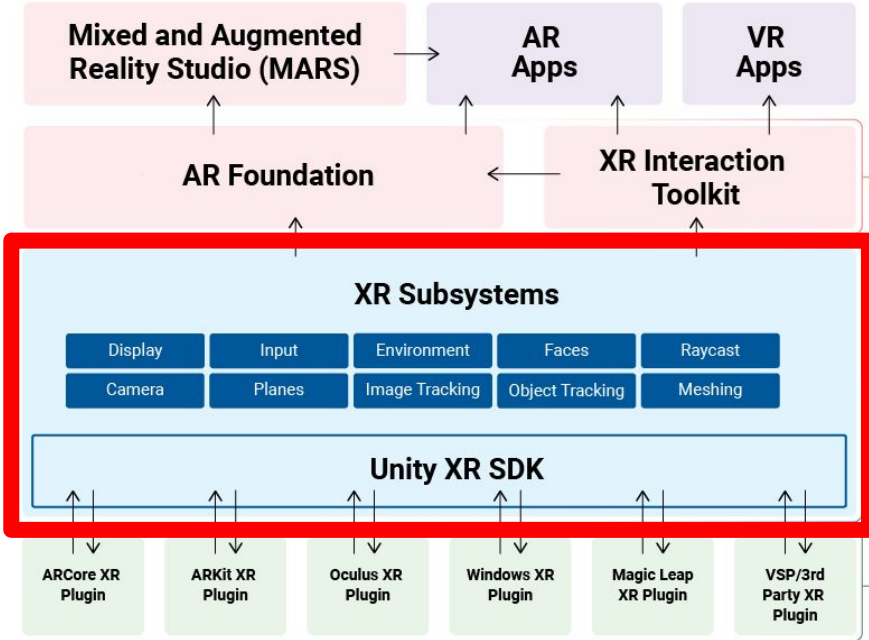 Mixed and Augmented
Reality Studio (MARS)
AR
Apps
VR
Apps
AR Foundation
XR Interaction
Toolkit
XR Subsystems
Display
Input
Environment
Faces
Raycast
Camera
Planes
Image Tracking
Object Tracking
Meshing
Unity XR SDK
ARCore XR
Plugin
ARKit XR
Plugin
Oculus XR
Plugin
Windows XR
Plugin
Magic Leap
XR Plugin
VSP/3rd
Party XR
Plugin